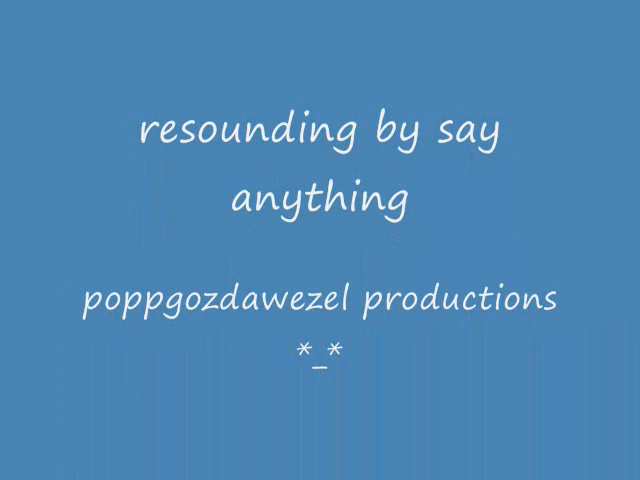 resounding by say
anything
poppgozdawezel productions
*_*